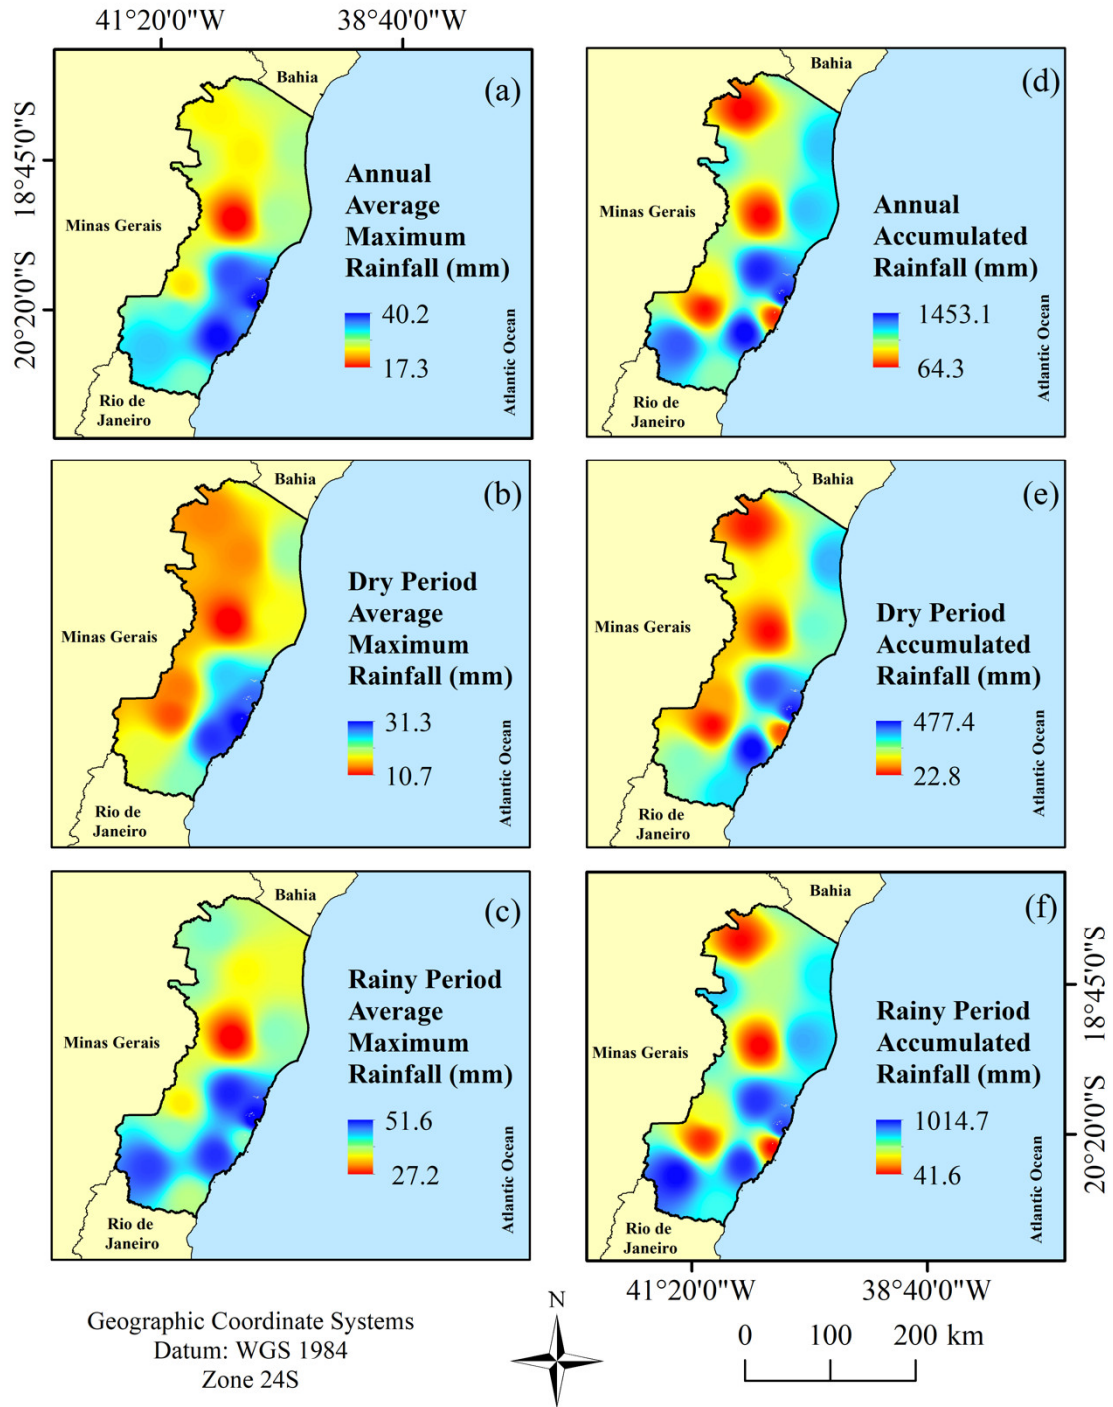 41°20'0"W
38°40'0"W
18°45'0"S
20°20'0"S
Bahia
(a)
Annual
Average
Maximum
Rainfall (mm)
40.2
17.3
Minas Gerais
Rio de
Janeiro
Atlantic Ocean
Bahia
(d)
Annual
Accumulated
Rainfall (mm)
1453.1
64.3
Minas Gerais
Rio de
Janeiro
Atlantic Ocean
Bahia
(b)
Dry Period
Average
Maximum
Rainfall (mm)
31.3
10.7
Minas Gerais
Rio de
Janeiro
Atlantic Ocean
Bahia
(e)
Dry Period
Accumulated
Rainfall (mm)
477.4
22.8
Minas Gerais
Rio de
Janeiro
Atlantic Ocean
Bahia
(c)
Rainy Period
Average
Maximum
Rainfall (mm)
51.6
27.2
Minas Gerais
Rio de
Janeiro
Atlantic Ocean
Bahia
(f)
Rainy Period
Accumulated
Rainfall (mm)
1014.7
41.6
Minas Gerais
Rio de
Janeiro
Atlantic Ocean
18°45'0"S
20°20'0"S
41°20'0"W
38°40'0"W
Geographic Coordinate Systems
Datum: WGS 1984
Zone 24S
N
0 100 200 km